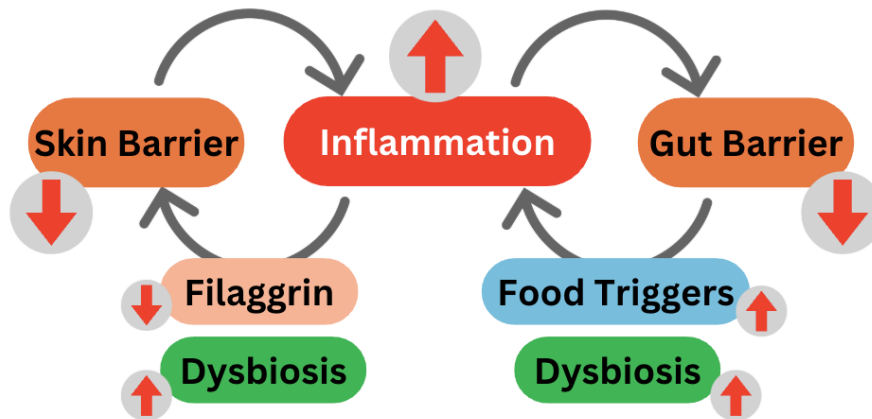 Skin Barrier
Inflammation
Gut Barrier
Filaggrin
Food Triggers
Dysbiosis
Dysbiosis